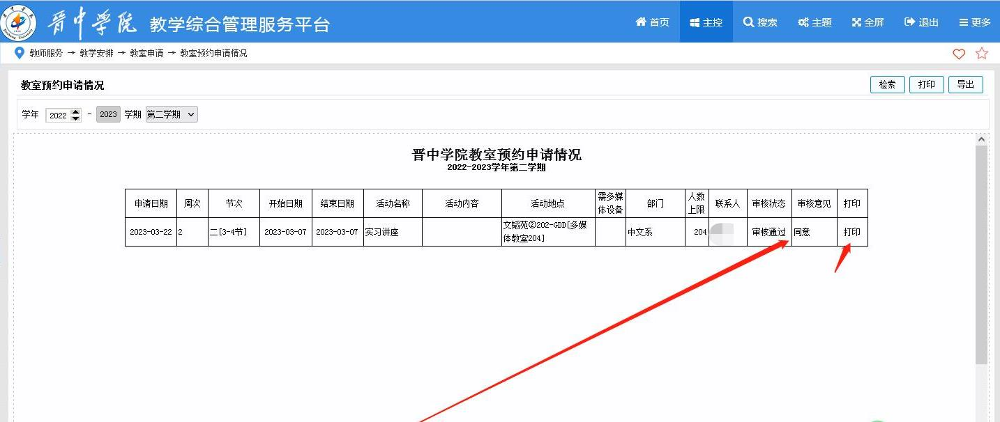 晋中学院 教学综合管理服务平台 首页 主控 搜索 主题 全屏 退出 更多
教师服务 → 教学安排 → 教室申请 → 教室预约申请情况
教室预约申请情况 检索 打印 导出
学年 2022 - 2023 学期 第二学期
晋中学院教室预约申请情况
2022-2023学年第二学期
申请日期 周次 节次 开始日期 结束日期 活动名称 活动内容 活动地点 需多媒体设备 部门 人数上限 联系人 审核状态 审核意见 打印
2023-03-22 2 二[3-4节] 2023-03-07 2023-03-07 实习讲座 文韬苑②202-GDD[多媒体教室204] 中文系 204 审核通过 同意 打印